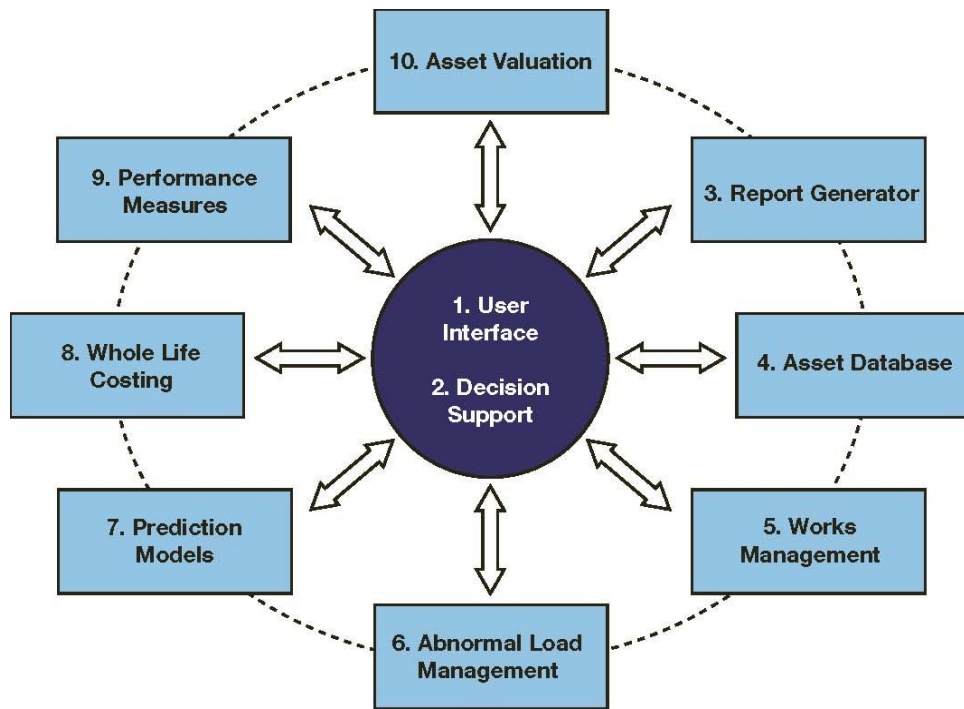 10. Asset Valuation
9. Performance
Measures
3. Report Generator
1. User
Interface
2. Decision
Support
8. Whole Life
Costing
4. Asset Database
7. Prediction
Models
5. Works
Management
6. Abnormal Load
Management